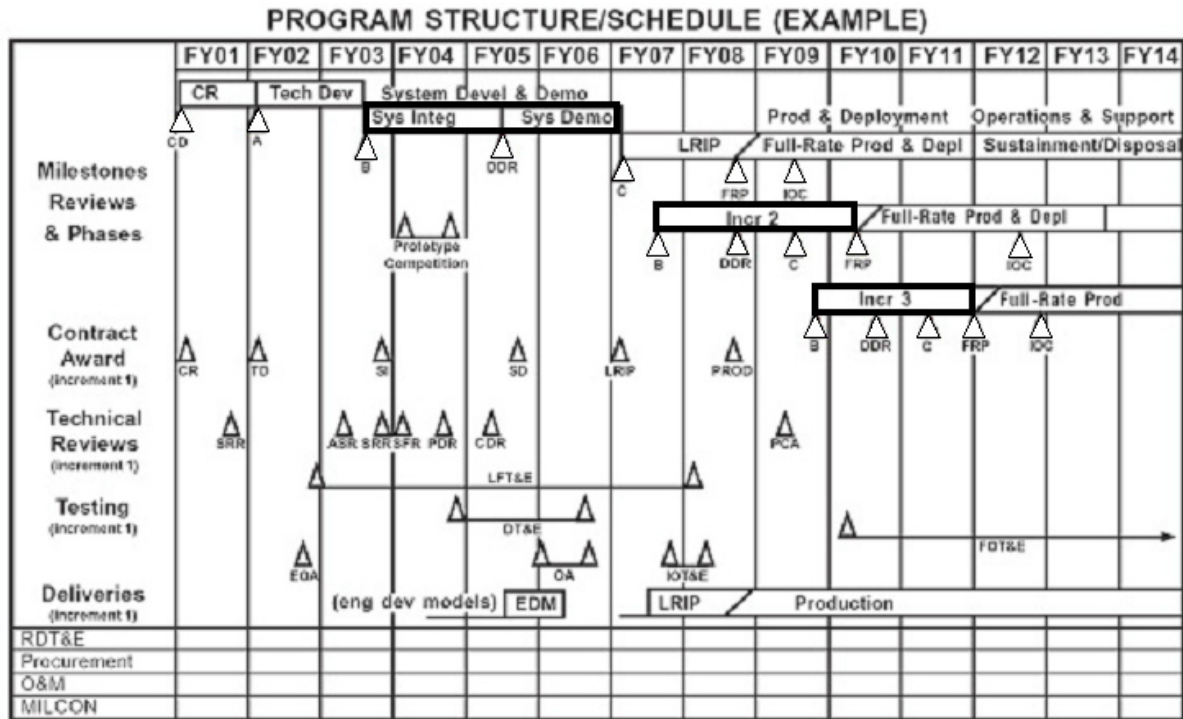 PROGRAM STRUCTURE/SCHEDULE (EXAMPLE)
FY01 FY02 FY03 FY04 FY05 FY06 FY07 FY08 FY09 FY10 FY11 FY12 FY13 FY14
CR Tech Dev System Devel & Demo
Sys Integ Sys Demo Prod & Deployment Operations & Support
CD A
LRIP Full-Rate Prod & Depl Sustainment/Disposal
B DDR C FRP IOC
Milestones
Reviews
& Phases
Incr 2 Full-Rate Prod & Depl
Prototype
Competition
B DDR C FRP IOC
Incr 3 Full-Rate Prod
B DDR C FRP IOC
Contract
Award
(increment 1)
CR TD SI SD LRIP PROD
Technical
Reviews
(increment 1)
SRR ASR SRR SFR PDR CDR PCA
LFT&E
Testing
(increment 1)
DT&E
FOT&E
EOA OA IOT&E
Deliveries
(increment 1)
(eng dev models) EDM LRIP Production
RDT&E
Procurement
O&M
MILCON